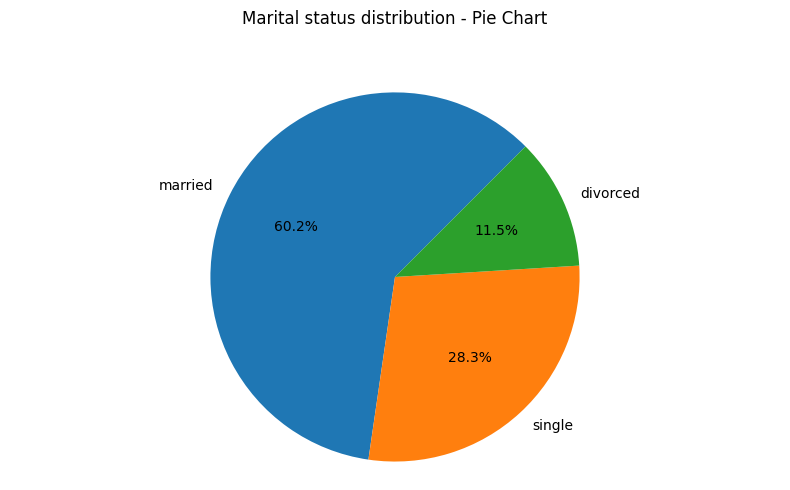 Marital status distribution - Pie Chart
married
60.2%
divorced
11.5%
28.3%
single